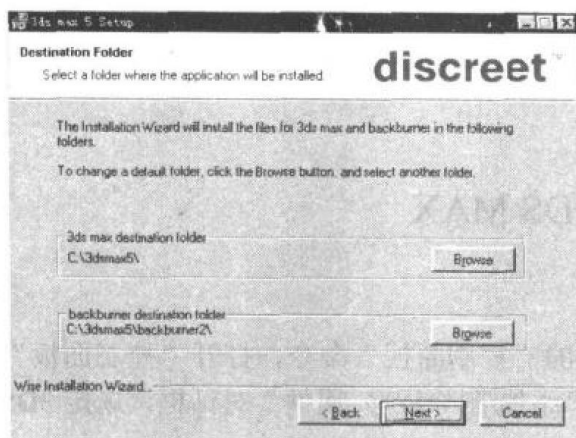 3ds max 5 Setup
Destination Folder
Select a folder where the application will be installed.
discreet™
The Installation Wizard will install the files for 3ds max and backburner in the following
folders.
To change a default folder, click the Browse button, and select another folder.
3ds max destination folder
C:\3dsmax5\
Browse
backburner destination folder
C:\3dsmax5\backburner2\
Browse
Wise Installation Wizard...
< Back
Next >
Cancel